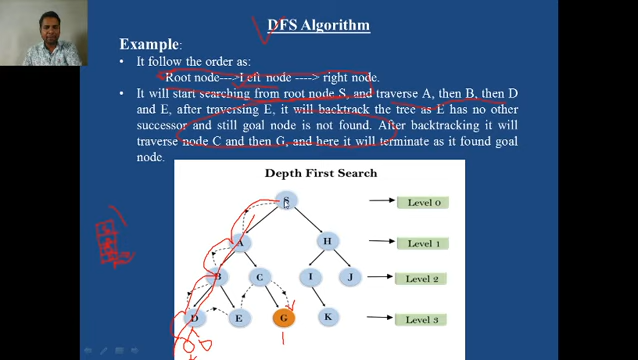 DFS Algorithm
Example:
• It follow the order as:
Root node---> Left node ----> right node.
• It will start searching from root node S, and traverse A, then B, then D
and E, after traversing E, it will backtrack the tree as E has no other
successor and still goal node is not found. After backtracking it will
traverse node C and then G, and here it will terminate as it found goal
node.
Depth First Search
S Level 0
A H Level 1
B C I J Level 2
D E G K Level 3